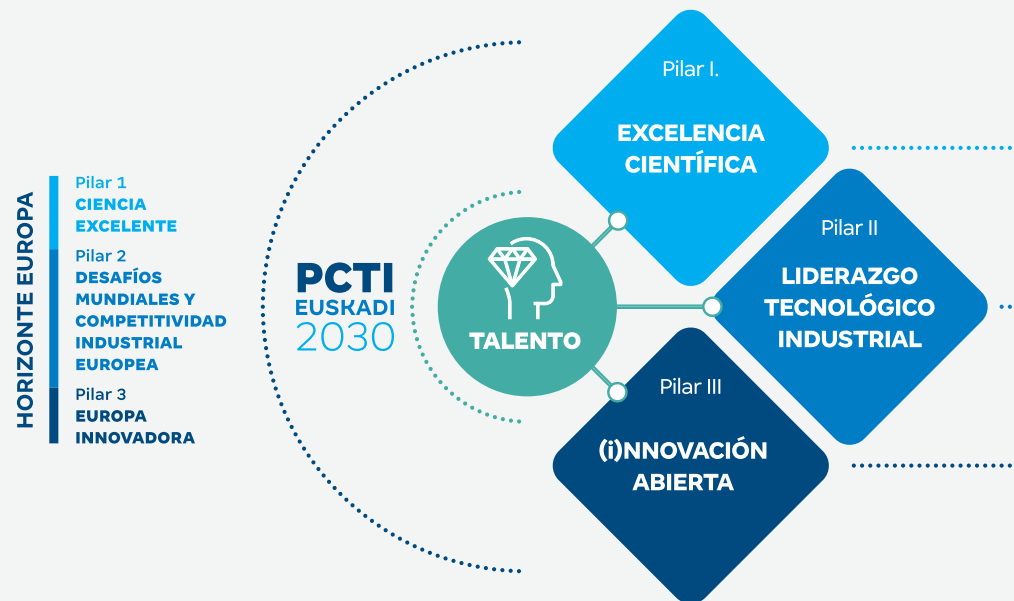 HORIZONTE EUROPA
Pilar 1
CIENCIA
EXCELENTE
Pilar 2
DESAFÍOS
MUNDIALES Y
COMPETITIVIDAD
INDUSTRIAL
EUROPEA
Pilar 3
EUROPA
INNOVADORA
PCTI
EUSKADI
2030
TALENTO
Pilar I.
EXCELENCIA
CIENTÍFICA
Pilar II
LIDERAZGO
TECNOLÓGICO
INDUSTRIAL
Pilar III
(i)NNOVACIÓN
ABIERTA